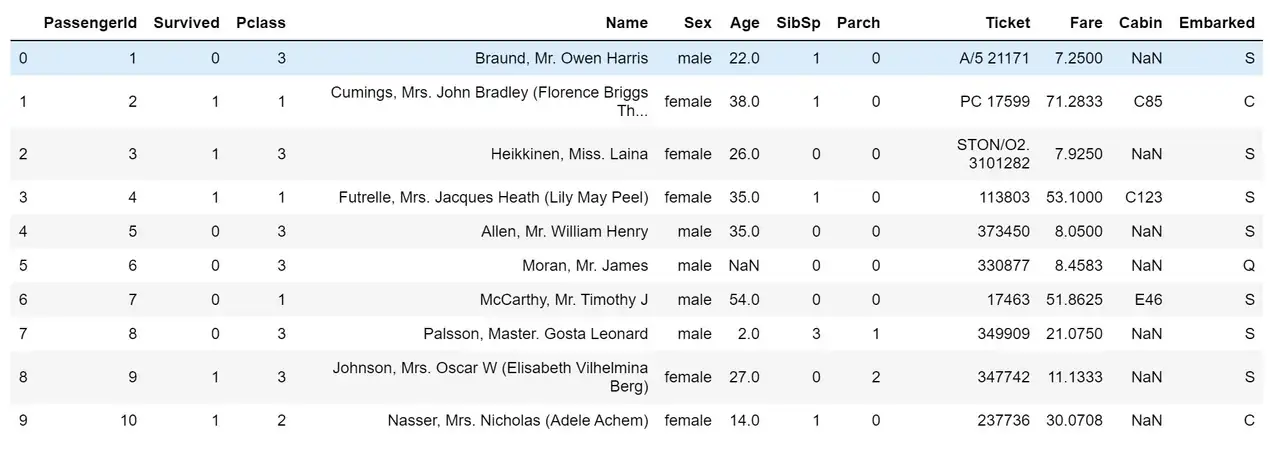 PassengerId Survived Pclass Name Sex Age SibSp Parch Ticket Fare Cabin Embarked
0 1 0 3 Braund, Mr. Owen Harris male 22.0 1 0 A/5 21171 7.2500 NaN S
1 2 1 1 Cumings, Mrs. John Bradley (Florence Briggs Th... female 38.0 1 0 PC 17599 71.2833 C85 C
2 3 1 3 Heikkinen, Miss. Laina female 26.0 0 0 STON/O2. 3101282 7.9250 NaN S
3 4 1 1 Futrelle, Mrs. Jacques Heath (Lily May Peel) female 35.0 1 0 113803 53.1000 C123 S
4 5 0 3 Allen, Mr. William Henry male 35.0 0 0 373450 8.0500 NaN S
5 6 0 3 Moran, Mr. James male NaN 0 0 330877 8.4583 NaN Q
6 7 0 1 McCarthy, Mr. Timothy J male 54.0 0 0 17463 51.8625 E46 S
7 8 0 3 Palsson, Master. Gosta Leonard male 2.0 3 1 349909 21.0750 NaN S
8 9 1 3 Johnson, Mrs. Oscar W (Elisabeth Vilhelmina Berg) female 27.0 0 2 347742 11.1333 NaN S
9 10 1 2 Nasser, Mrs. Nicholas (Adele Achem) female 14.0 1 0 237736 30.0708 NaN C